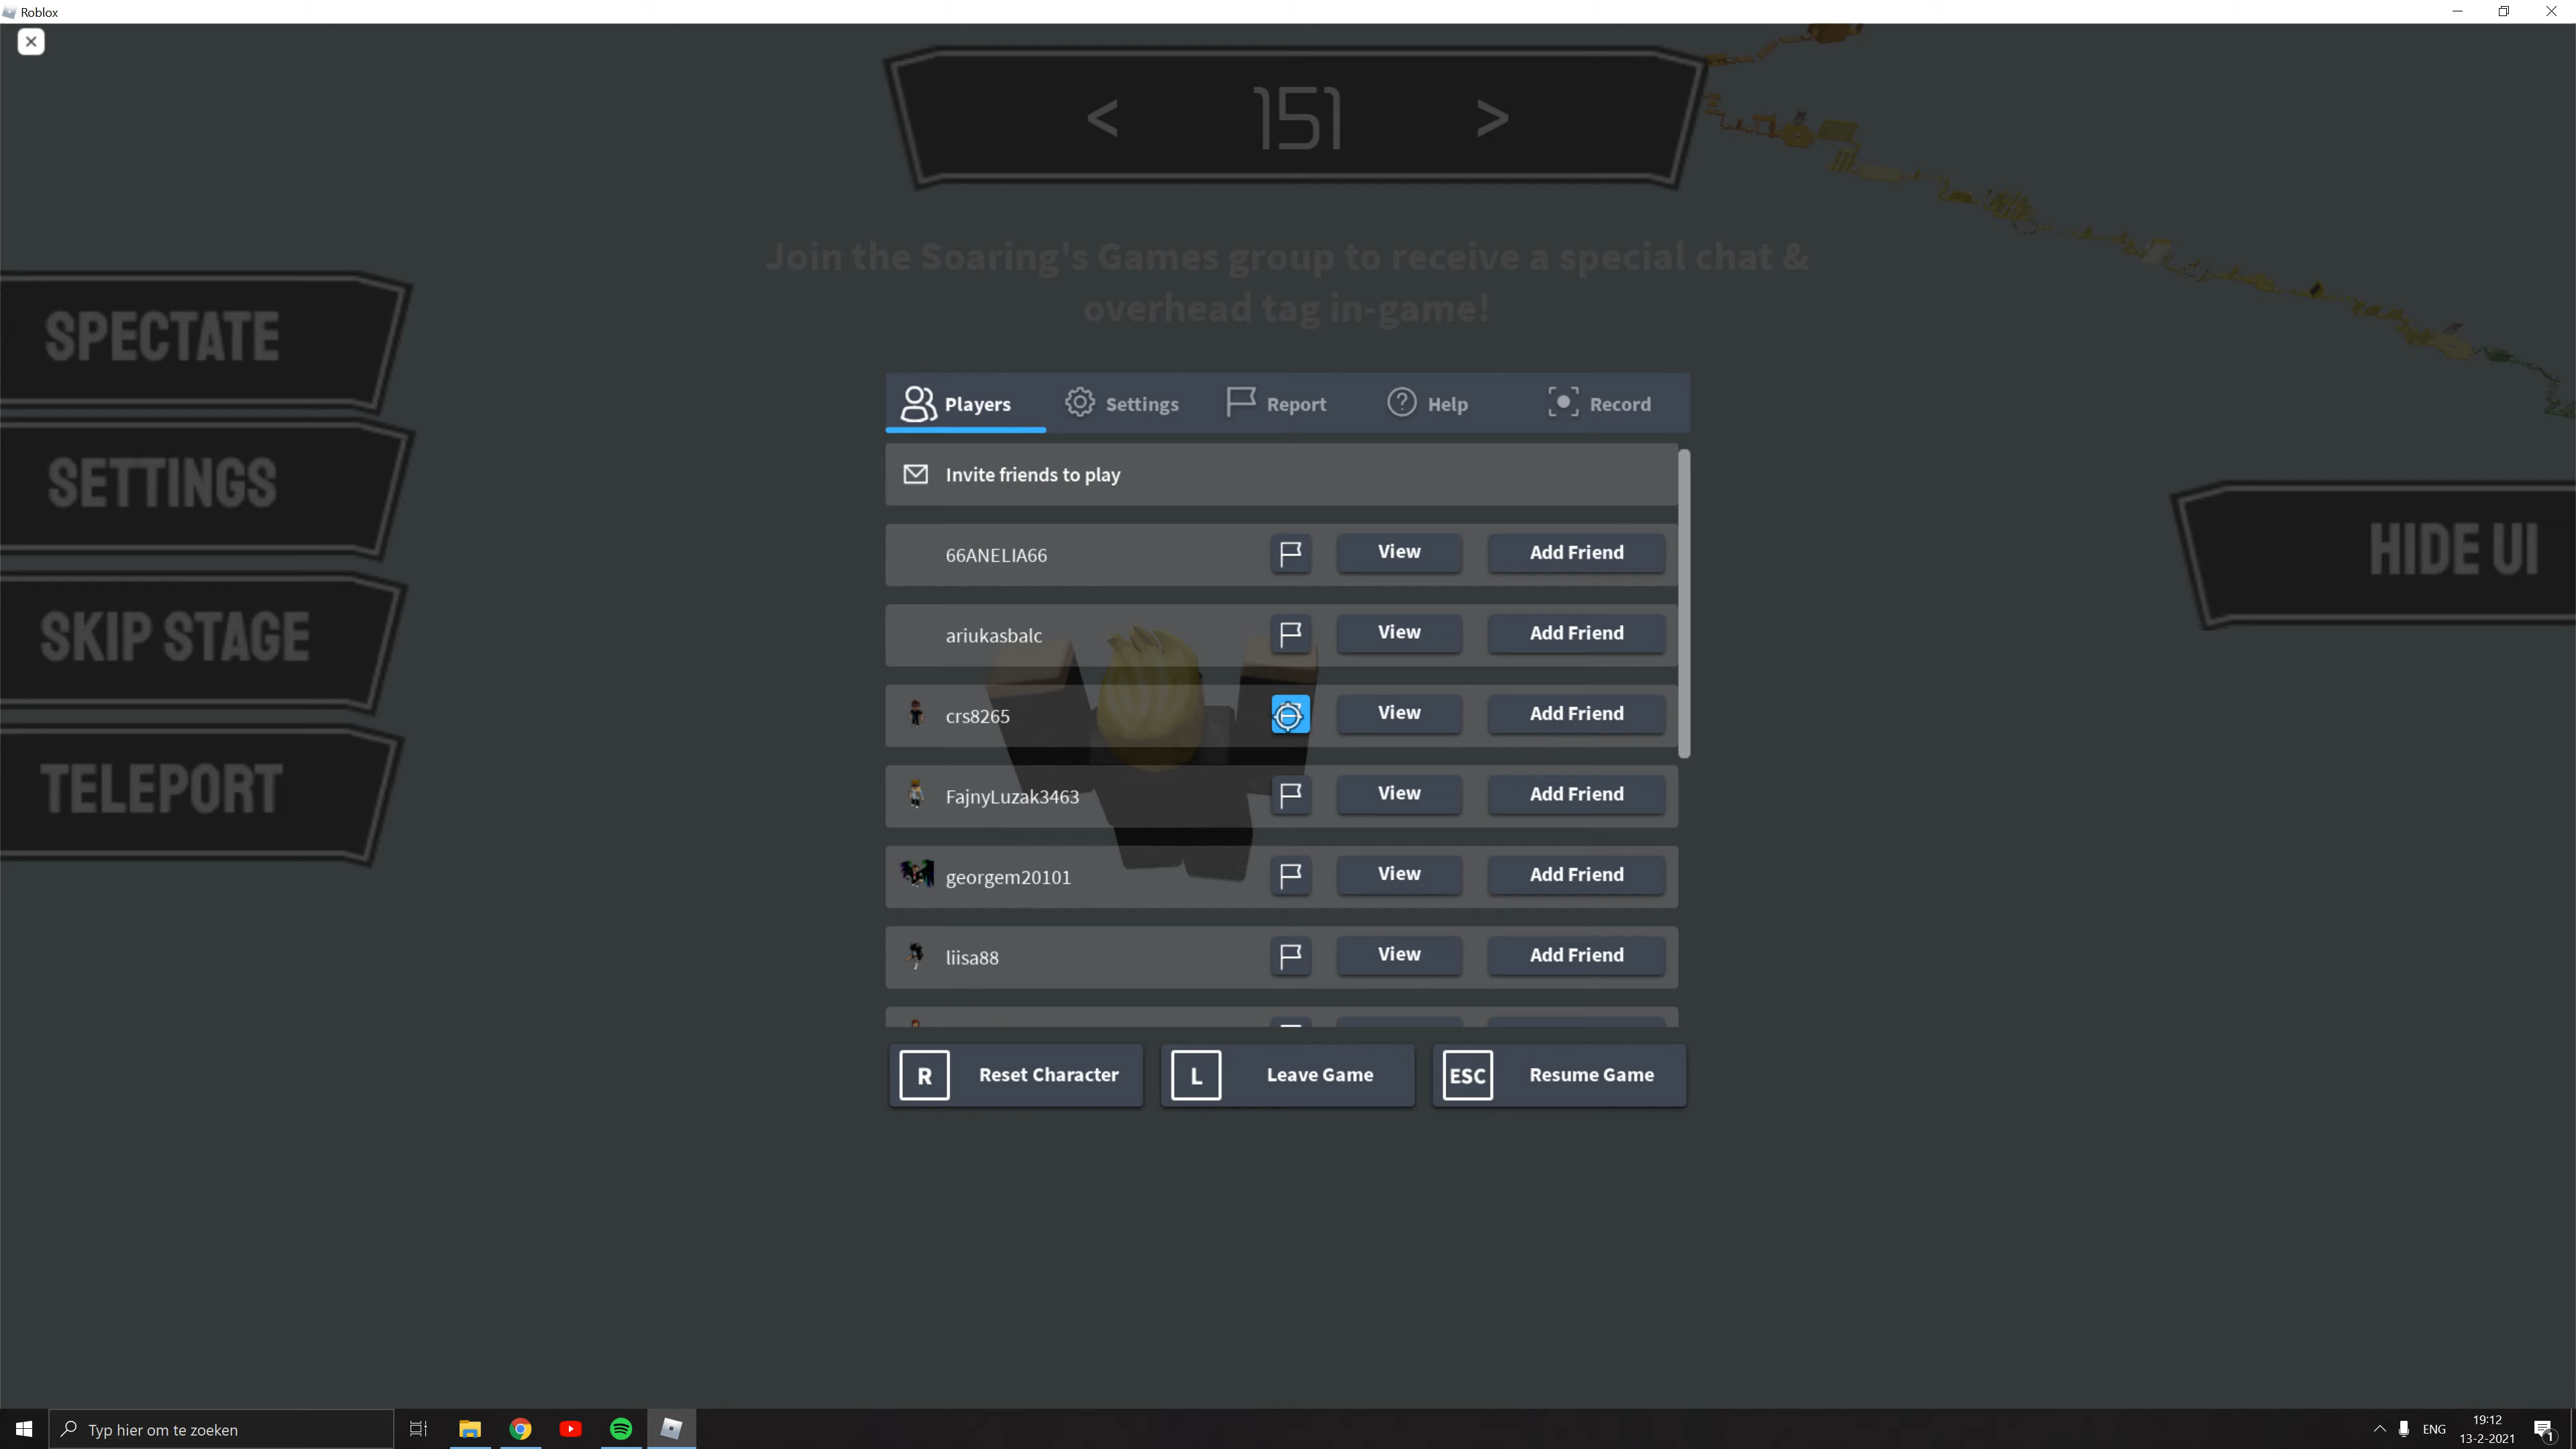 Roblox
< 151 >
Join the Soaring's Games group to receive a special chat &
overhead tag in-game!
SPECTATE
SETTINGS
SKIP STAGE
TELEPORT
HIDE UI
Players Settings Report Help Record
Invite friends to play
66ANELIA66 View Add Friend
ariukasbalc View Add Friend
crs8265 View Add Friend
FajnyLuzak3463 View Add Friend
georgem20101 View Add Friend
liisa88 View Add Friend
R Reset Character L Leave Game ESC Resume Game
Typ hier om te zoeken
ENG
19:12
13-2-2021
1